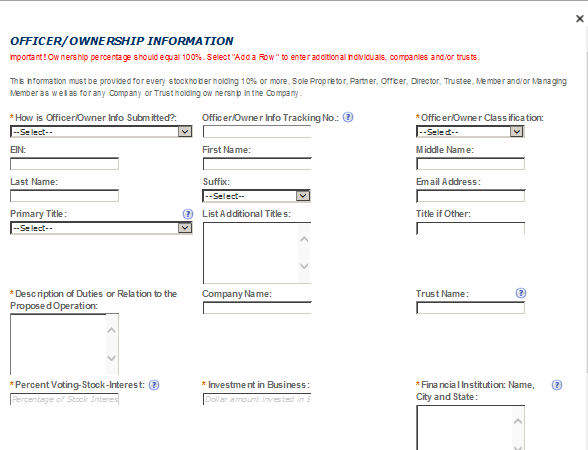 ×
OFFICER/OWNERSHIP INFORMATION
Important! Ownership percentage should equal 100%. Select "Add a Row" to enter additional individuals, companies and/or trusts.
This information must be provided for every stockholder holding 10% or more, Sole Proprietor, Partner, Officer, Director, Trustee, Member and/or Managing
Member as well as for any Company or Trust holding ownership in the Company.
*How is Officer/Owner Info Submitted?: Officer/Owner Info Tracking No.: ? *Officer/Owner Classification:
--Select-- --Select--
EIN: First Name: Middle Name:
Last Name: Suffix: Email Address:
--Select--
Primary Title: ? List Additional Titles: Title if Other:
--Select--
*Description of Duties or Relation to the Company Name: Trust Name: ?
Proposed Operation:
*Percent Voting-Stock-Interest: ? *Investment in Business: *Financial Institution: Name, ?
Percentage of Stock Interes Dollar amount invested in City and State: